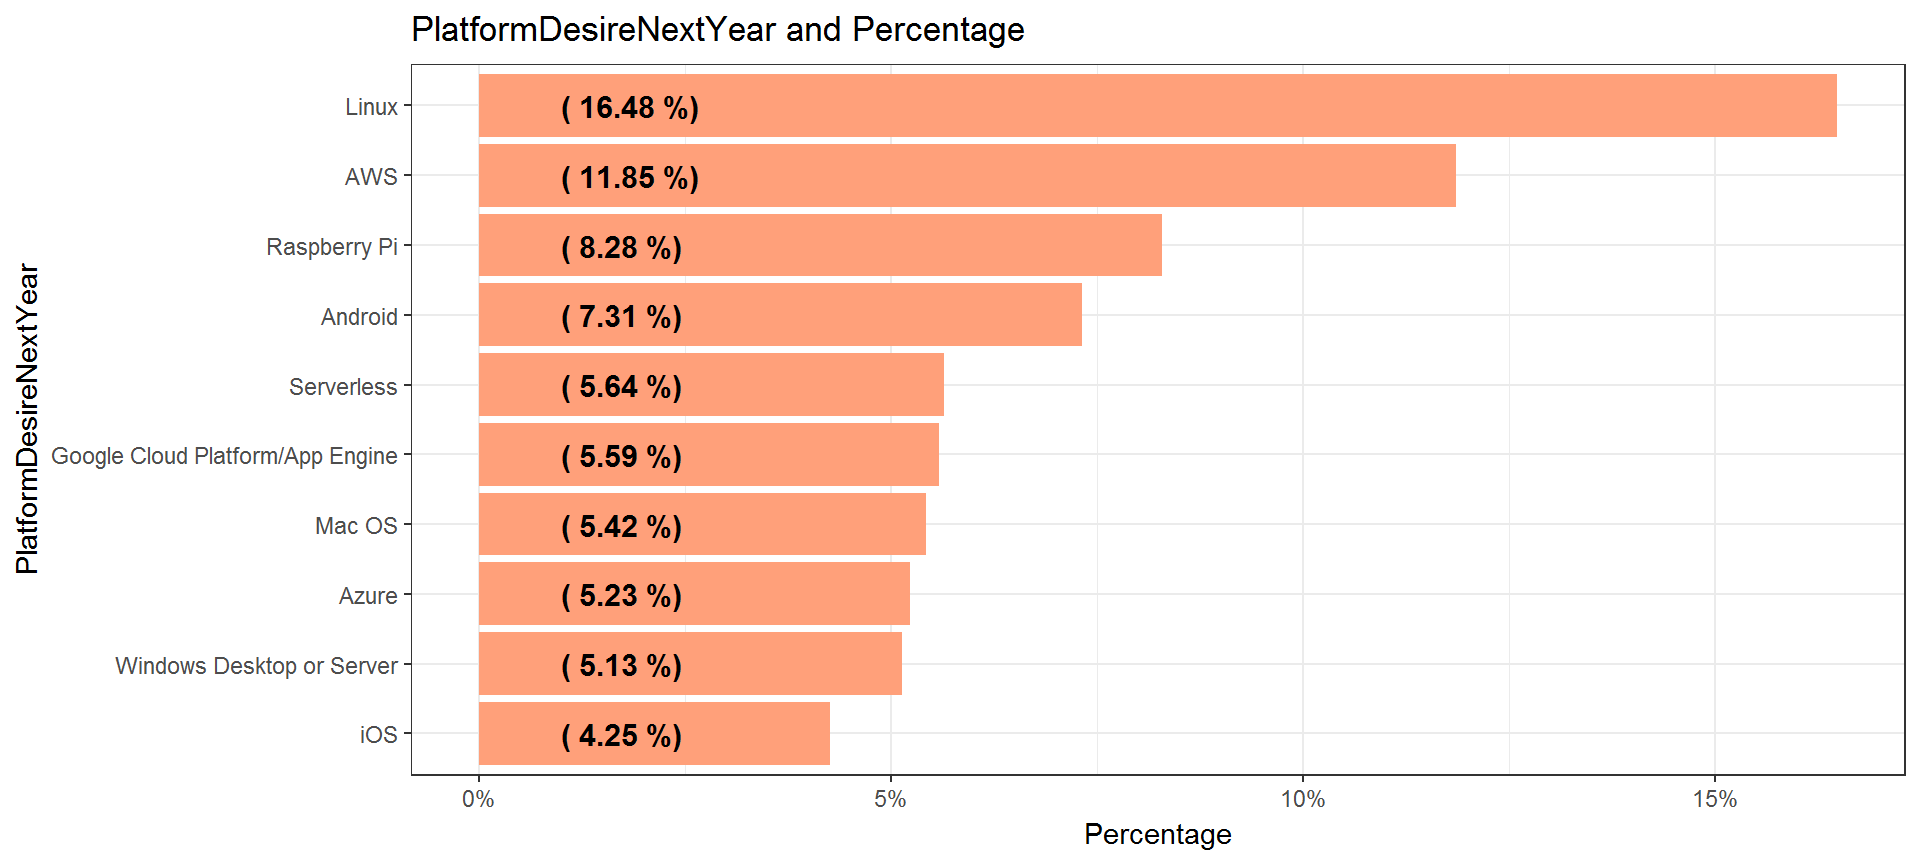 PlatformDesireNextYear and Percentage
PlatformDesireNextYear
Linux ( 16.48 %)
AWS ( 11.85 %)
Raspberry Pi ( 8.28 %)
Android ( 7.31 %)
Serverless ( 5.64 %)
Google Cloud Platform/App Engine ( 5.59 %)
Mac OS ( 5.42 %)
Azure ( 5.23 %)
Windows Desktop or Server ( 5.13 %)
iOS ( 4.25 %)
0% 5% 10% 15%
Percentage